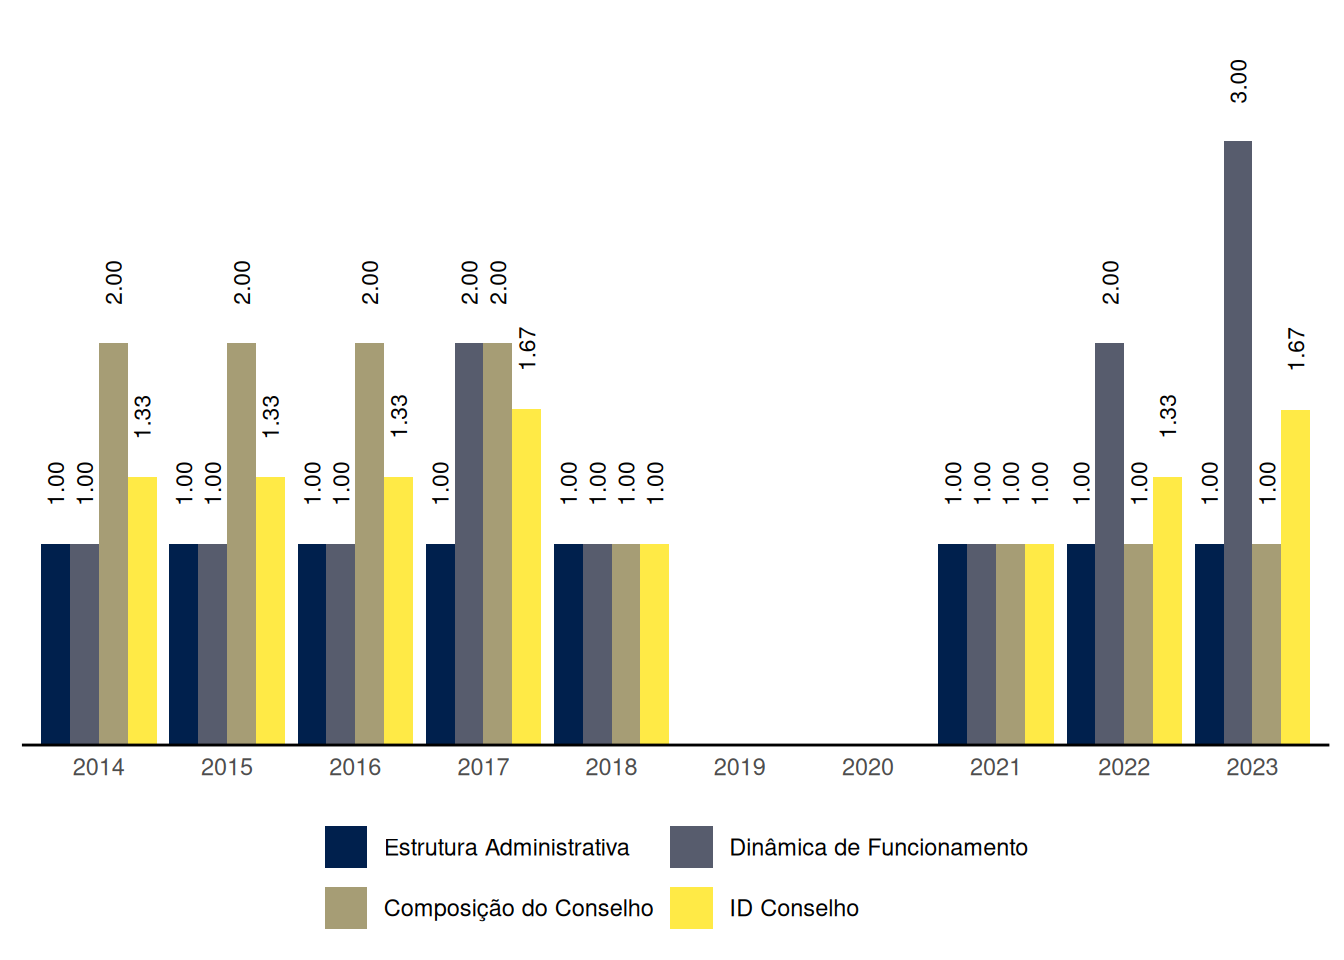 3.00
2.00 2.00 2.00 2.00 2.00 2.00
1.67 1.67
1.33 1.33 1.33 1.33
1.00 1.00 1.00 1.00 1.00 1.00 1.00 1.00 1.00 1.00 1.00 1.00 1.00 1.00 1.00 1.00 1.00 1.00 1.00
2014 2015 2016 2017 2018 2019 2020 2021 2022 2023
Estrutura Administrativa Dinâmica de Funcionamento
Composição do Conselho ID Conselho